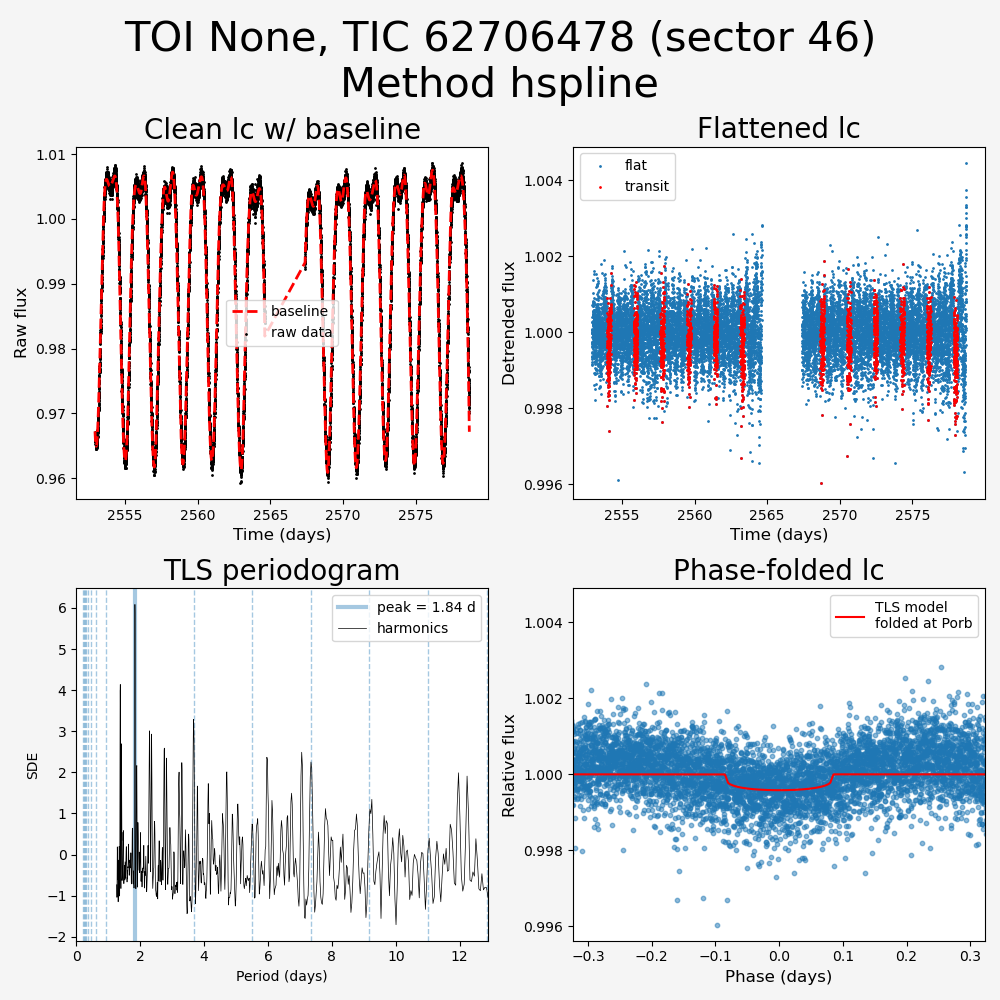 TOI None, TIC 62706478 (sector 46)
Method hspline
Clean lc w/ baseline
Raw flux
1.01
1.00
0.99
0.98
0.97
0.96
baseline
raw data
2555
2560
2565
2570
2575
Time (days)
Flattened lc
Detrended flux
1.004
1.002
1.000
0.998
0.996
flat
transit
2555
2560
2565
2570
2575
Time (days)
TLS periodogram
SDE
6
5
4
3
2
1
0
−1
−2
peak = 1.84 d
harmonics
0
2
4
6
8
10
12
Period (days)
Phase-folded lc
Relative flux
1.004
1.002
1.000
0.998
0.996
TLS model
folded at Porb
−0.3
−0.2
−0.1
0.0
0.1
0.2
0.3
Phase (days)